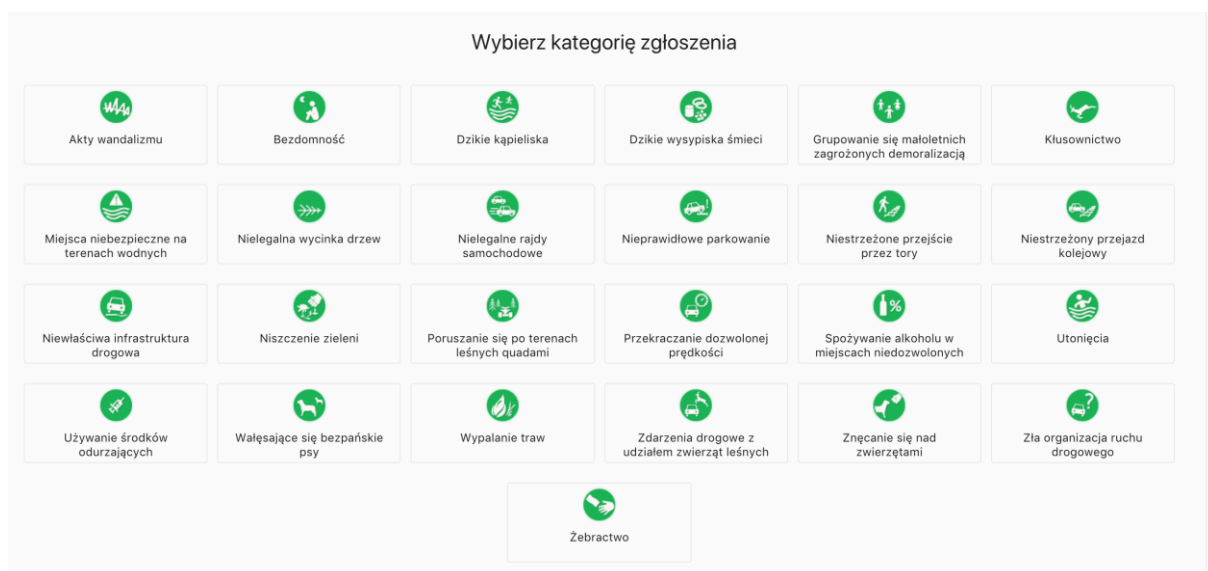 Wybierz kategorię zgłoszenia
Akty wandalizmu
Bezdomność
Dzikie kąpieliska
Dzikie wysypiska śmieci
Grupowanie się małoletnich
zagrożonych demoralizacją
Kłusownictwo
Miejsca niebezpieczne na
terenach wodnych
Nielegalna wycinka drzew
Nielegalne rajdy
samochodowe
Nieprawidłowe parkowanie
Niestrzeżone przejście
przez tory
Niestrzeżony przejazd
kolejowy
Niewłaściwa infrastruktura
drogowa
Niszczenie zieleni
Poruszanie się po terenach
leśnych quadami
Przekraczanie dozwolonej
prędkości
%
Spożywanie alkoholu w
miejscach niedozwolonych
Utonięcia
Używanie środków
odurzających
Wałęsające się bezpańskie
psy
Wypalanie traw
Zdarzenia drogowe z
udziałem zwierząt leśnych
Znęcanie się nad
zwierzętami
?
Zła organizacja ruchu
drogowego
Żebractwo